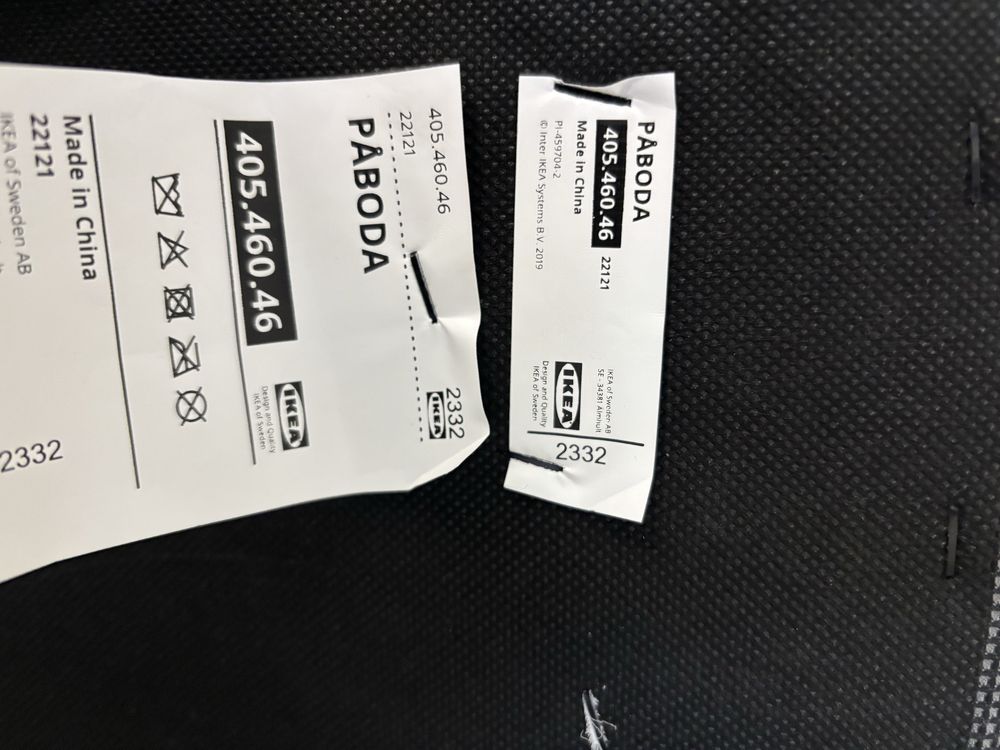 405.460.46
22121
2332
IKEA
PÅBODA
405.460.46
IKEA
Design and Quality
IKEA of Sweden
Made in China
22121
IKEA of Sweden AB
2332
PÅBODA
405.460.46 22121
Made in China
PI-459704-2
© Inter IKEA Systems B.V. 2019
IKEA of Sweden AB
SE - 34381 Älmhult
IKEA
Design and Quality
IKEA of Sweden
2332